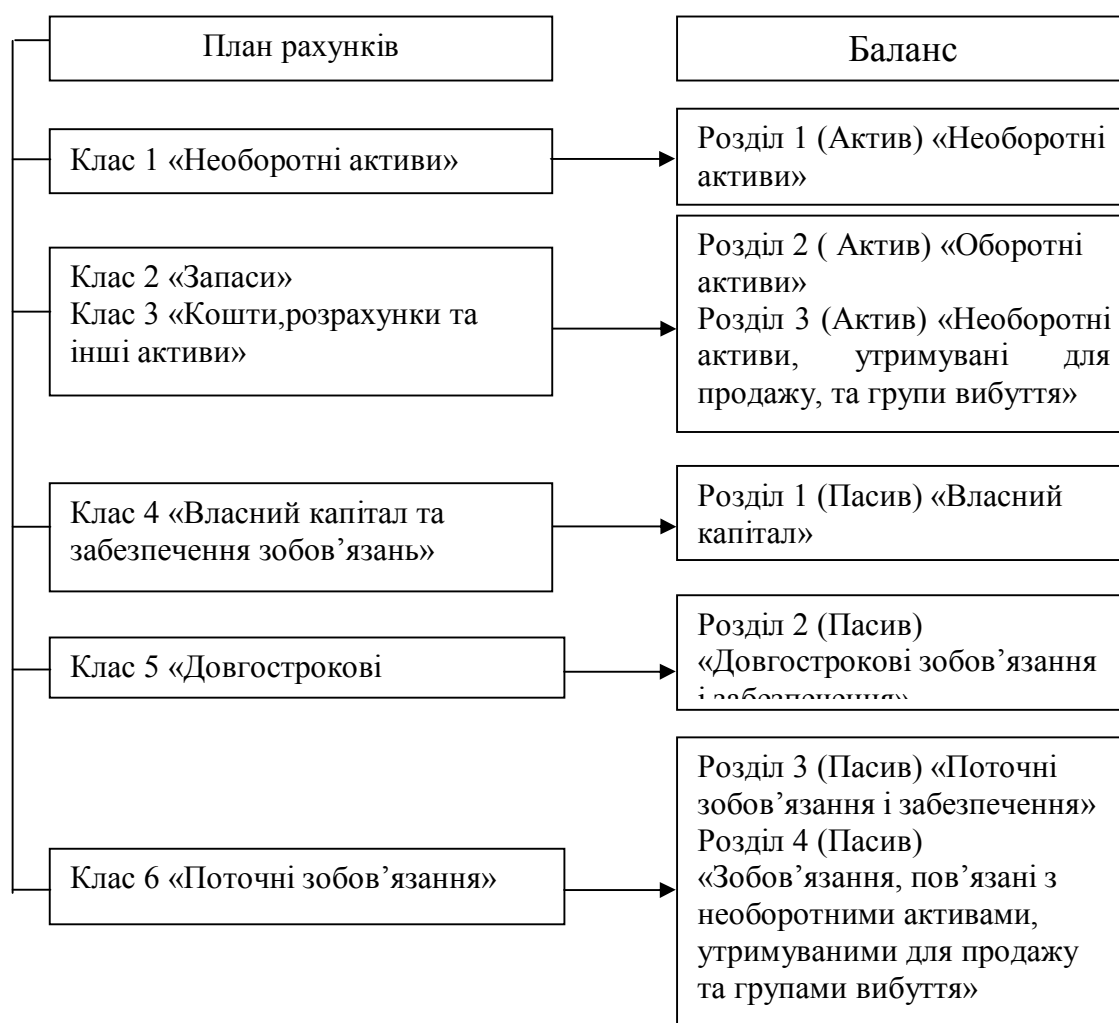 План рахунків
Баланс
Клас 1 «Необоротні активи»
Розділ 1 (Актив) «Необоротні
активи»
Клас 2 «Запаси»
Клас 3 «Кошти,розрахунки та
інші активи»
Розділ 2 ( Актив) «Оборотні
активи»
Розділ 3 (Актив) «Необоротні
активи, утримувані для
продажу, та групи вибуття»
Клас 4 «Власний капітал та
забезпечення зобов’язань»
Розділ 1 (Пасив) «Власний
капітал»
Клас 5 «Довгострокові
Розділ 2 (Пасив)
«Довгострокові зобов’язання
і забезпечення»
Клас 6 «Поточні зобов’язання»
Розділ 3 (Пасив) «Поточні
зобов’язання і забезпечення»
Розділ 4 (Пасив)
«Зобов’язання, пов’язані з
необоротними активами,
утримуваними для продажу
та групами вибуття»